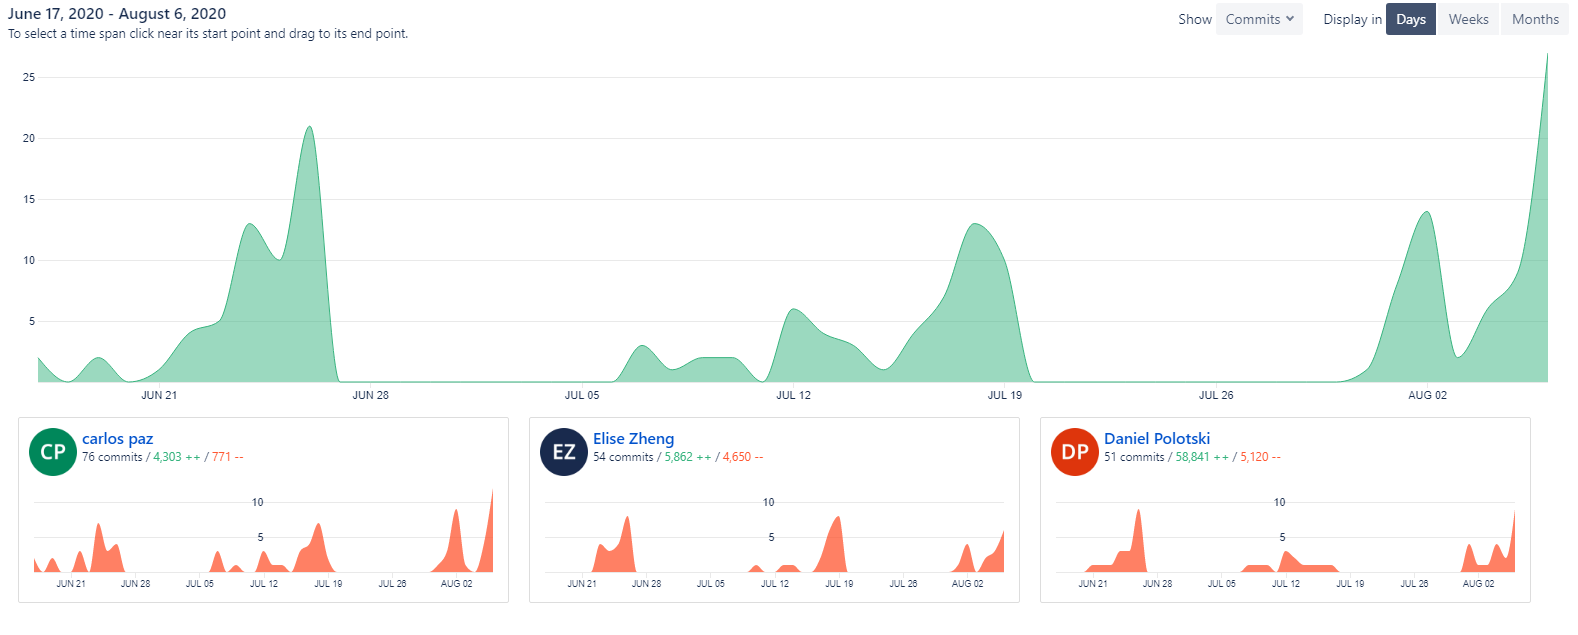 June 17, 2020 - August 6, 2020
To select a time span click near its start point and drag to its end point.
Show Commits Display in Days Weeks Months
25
20
15
10
5
JUN 21 JUN 28 JUL 05 JUL 12 JUL 19 JUL 26 AUG 02
CP carlos paz
76 commits / 4,303 ++ / 771 --
10
5
JUN 21 JUN 28 JUL 05 JUL 12 JUL 19 JUL 26 AUG 02
EZ Elise Zheng
54 commits / 5,862 ++ / 4,650 --
10
5
JUN 21 JUN 28 JUL 05 JUL 12 JUL 19 JUL 26 AUG 02
DP Daniel Polotski
51 commits / 58,841 ++ / 5,120 --
10
5
JUN 21 JUN 28 JUL 05 JUL 12 JUL 19 JUL 26 AUG 02